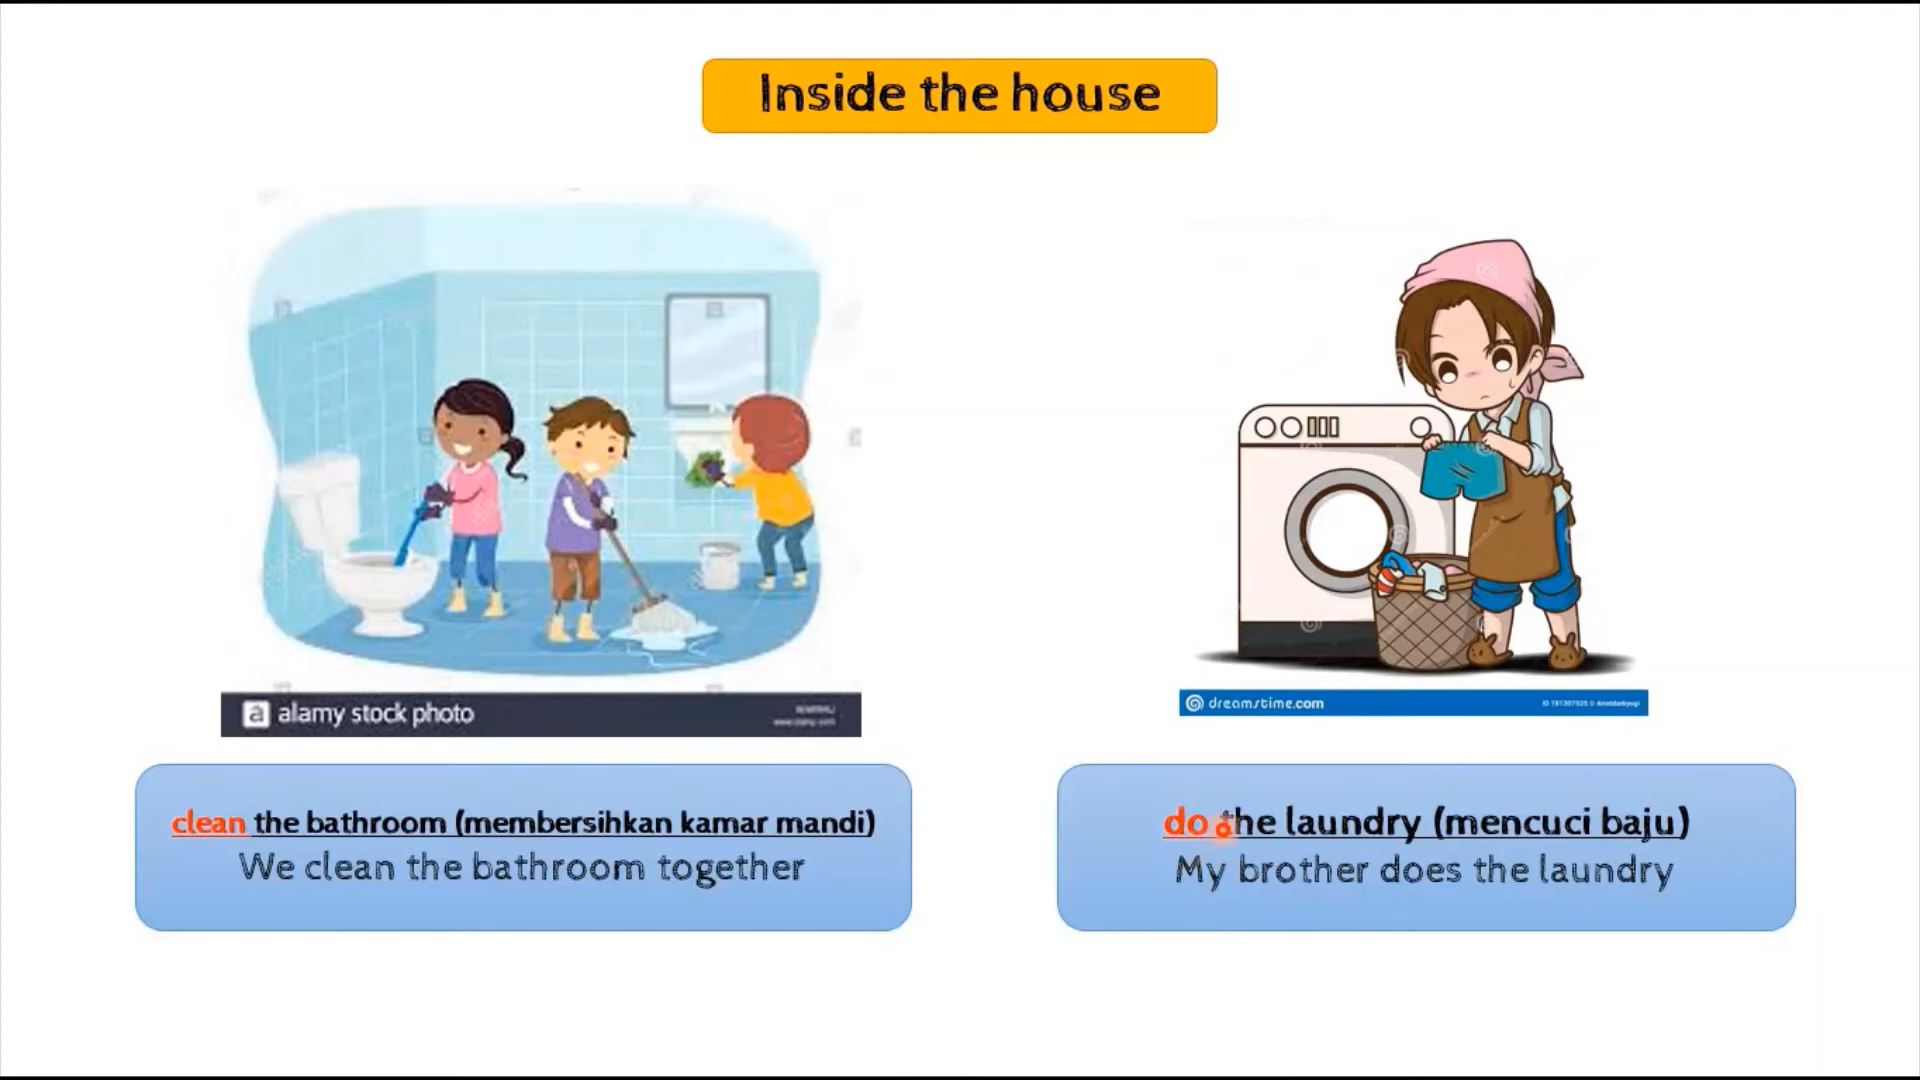 Inside the house
a alamy stock photo
dreamstime.com
clean the bathroom (membersihkan kamar mandi)
We clean the bathroom together
do the laundry (mencuci baju)
My brother does the laundry